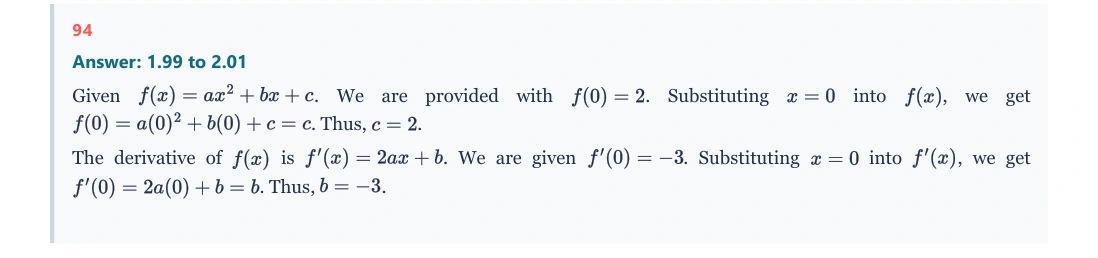 94
Answer: 1.99 to 2.01
Given f(x) = ax² + bx + c. We are provided with f(0) = 2. Substituting x = 0 into f(x), we get
f(0) = a(0)² + b(0) + c = c. Thus, c = 2.
The derivative of f(x) is f′(x) = 2ax + b. We are given f′(0) = −3. Substituting x = 0 into f′(x), we get
f′(0) = 2a(0) + b = b. Thus, b = −3.